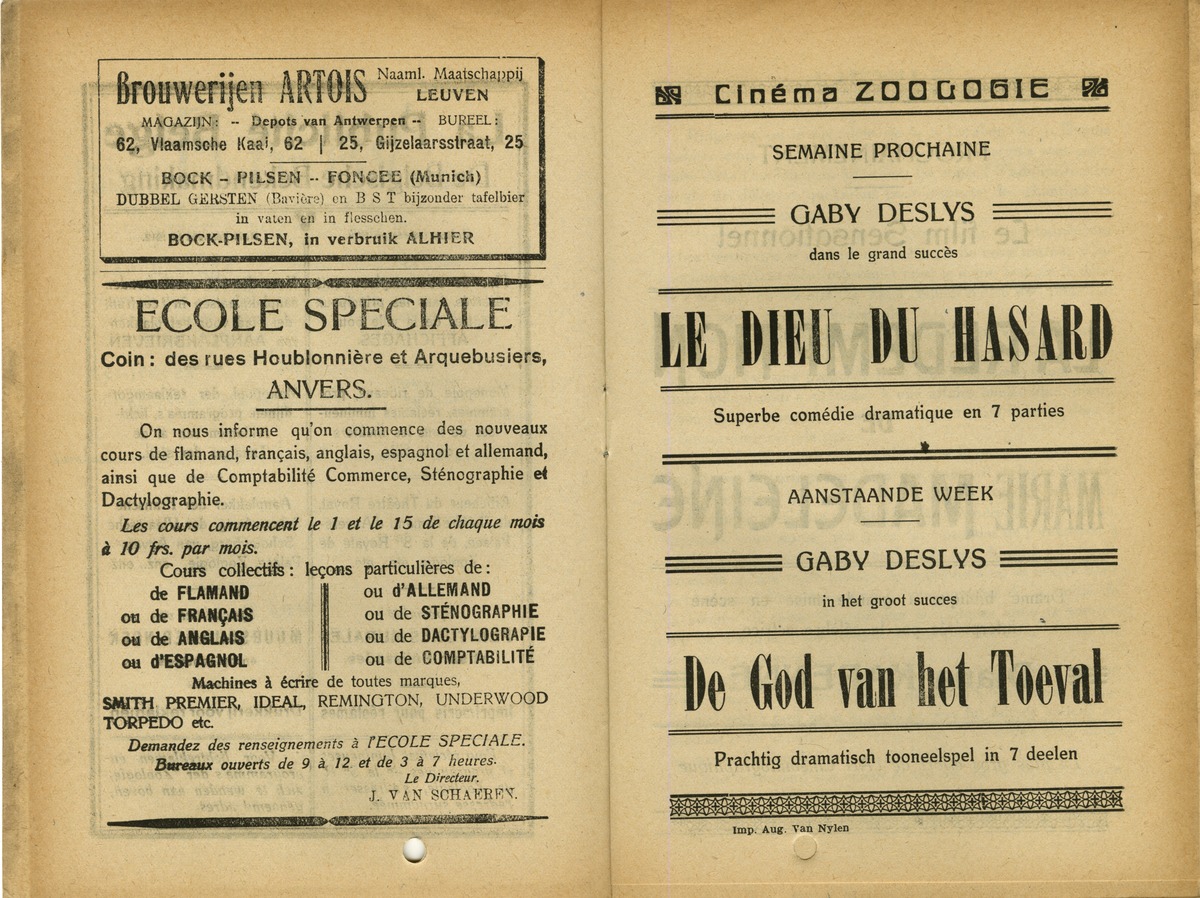 Brouwerijen ARTOIS Naaml. Maatschappij
LEUVEN
MAGAZIJN: -- Depots van Antwerpen -- BUREEL:
62, Vlaamsche Kaai, 62 | 25, Gijzelaarsstraat, 25
BOCK - PILSEN -- FONCEE (Munich)
DUBBEL GERSTEN (Bavière) en B S T bijzonder tafelbier
in vaten en in flesschen.
BOCK-PILSEN, in verbruik ALHIER
ECOLE SPECIALE
Coin : des rues Houblonnière et Arquebusiers,
ANVERS.
On nous informe qu'on commence des nouveaux
cours de flamand, français, anglais, espagnol et allemand,
ainsi que de Comptabilité Commerce, Sténographie et
Dactylographie.
Les cours commencent le 1 et le 15 de chaque mois
à 10 frs. par mois.
Cours collectifs : leçons particulières de :
de FLAMAND
ou de FRANÇAIS
ou de ANGLAIS
ou d'ESPAGNOL
ou d'ALLEMAND
ou de STÉNOGRAPHIE
ou de DACTYLOGRAPIE
ou de COMPTABILITÉ
Machines à écrire de toutes marques,
SMITH PREMIER, IDEAL, REMINGTON, UNDERWOOD
TORPEDO etc.
Demandez des renseignements à l'ECOLE SPECIALE.
Bureaux ouverts de 9 à 12 et de 3 à 7 heures.
Le Directeur.
J. VAN SCHAEREN.
Cinéma ZOOLOGIE
SEMAINE PROCHAINE
GABY DESLYS
dans le grand succès
LE DIEU DU HASARD
Superbe comédie dramatique en 7 parties
AANSTAANDE WEEK
GABY DESLYS
in het groot succes
De God van het Toeval
Prachtig dramatisch tooneelspel in 7 deelen
Imp. Aug. Van Nylen